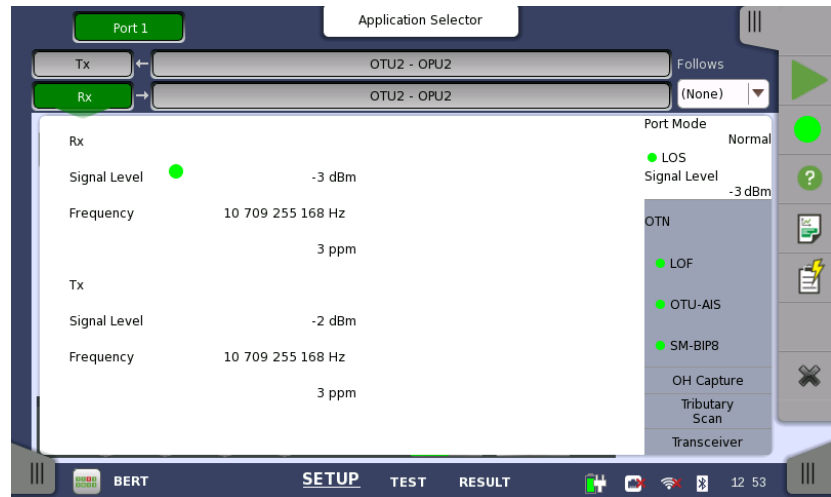 Port 1
Application Selector
Tx
OTU2 - OPU2
Follows
Rx
OTU2 - OPU2
(None)
Rx
Signal Level
-3 dBm
Frequency
10 709 255 168 Hz
3 ppm
Tx
Signal Level
-2 dBm
Frequency
10 709 255 168 Hz
3 ppm
Port Mode
Normal
LOS
Signal Level
-3 dBm
OTN
LOF
OTU-AIS
SM-BIP8
OH Capture
Tributary
Scan
Transceiver
BERT
SETUP
TEST
RESULT
12 53